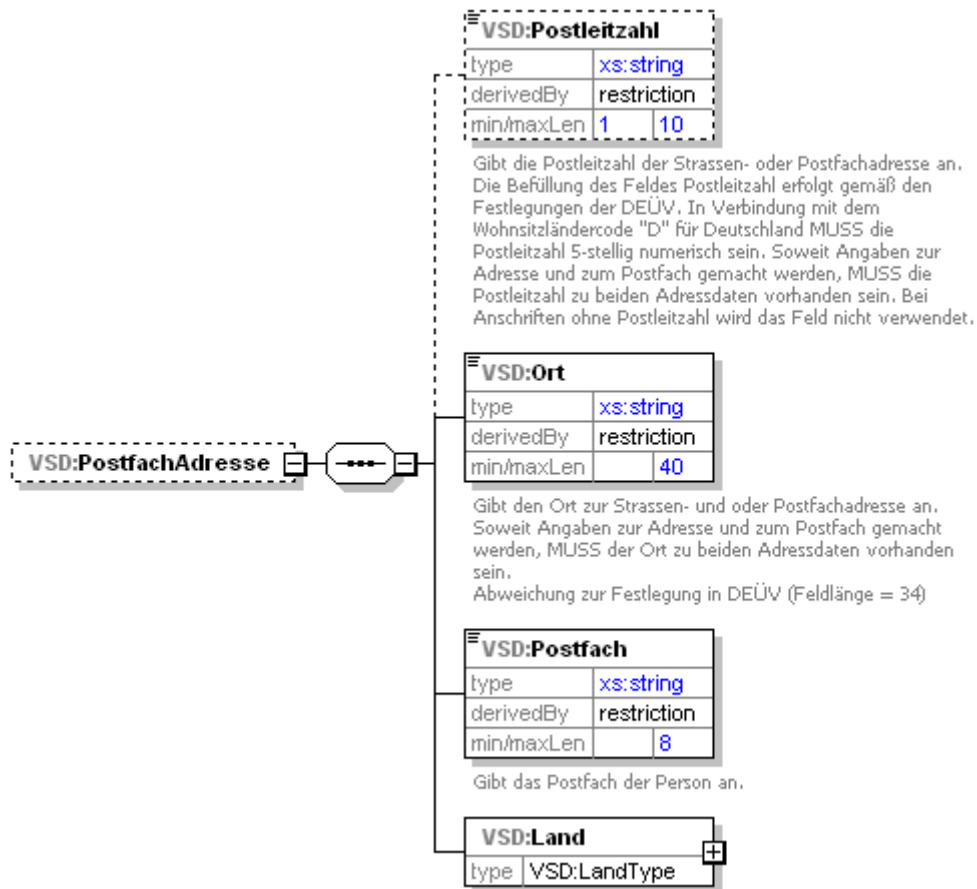 VSD:Postleitzahl
type xs:string
derivedBy restriction
min/maxLen 1 10
Gibt die Postleitzahl der Strassen- oder Postfachadresse an.
Die Befüllung des Feldes Postleitzahl erfolgt gemäß den
Festlegungen der DEÜV. In Verbindung mit dem
Wohnsitzländercode "D" für Deutschland MUSS die
Postleitzahl 5-stellig numerisch sein. Soweit Angaben zur
Adresse und zum Postfach gemacht werden, MUSS die
Postleitzahl zu beiden Adressdaten vorhanden sein. Bei
Anschriften ohne Postleitzahl wird das Feld nicht verwendet.
VSD:Ort
type xs:string
derivedBy restriction
min/maxLen 40
VSD:PostfachAdresse
Gibt den Ort zur Strassen- und oder Postfachadresse an.
Soweit Angaben zur Adresse und zum Postfach gemacht
werden, MUSS der Ort zu beiden Adressdaten vorhanden
sein.
Abweichung zur Festlegung in DEÜV (Feldlänge = 34)
VSD:Postfach
type xs:string
derivedBy restriction
min/maxLen 8
Gibt das Postfach der Person an.
VSD:Land
type VSD:LandType